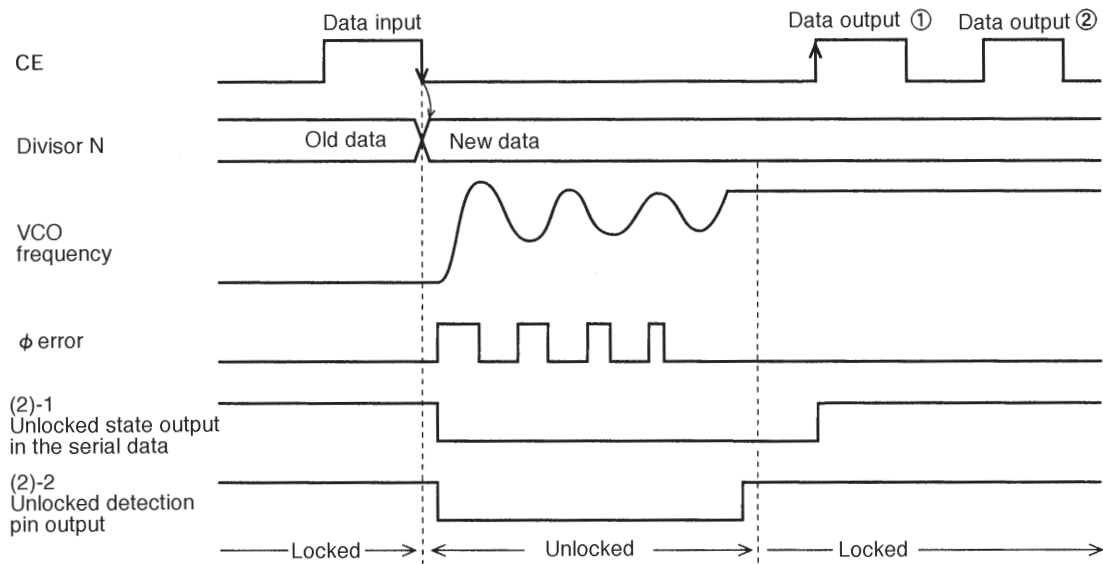 Data input
Data output ①
Data output ②
CE
Divisor N
Old data
New data
VCO
frequency
ϕ error
(2)-1
Unlocked state output
in the serial data
(2)-2
Unlocked detection
pin output
Locked
Unlocked
Locked